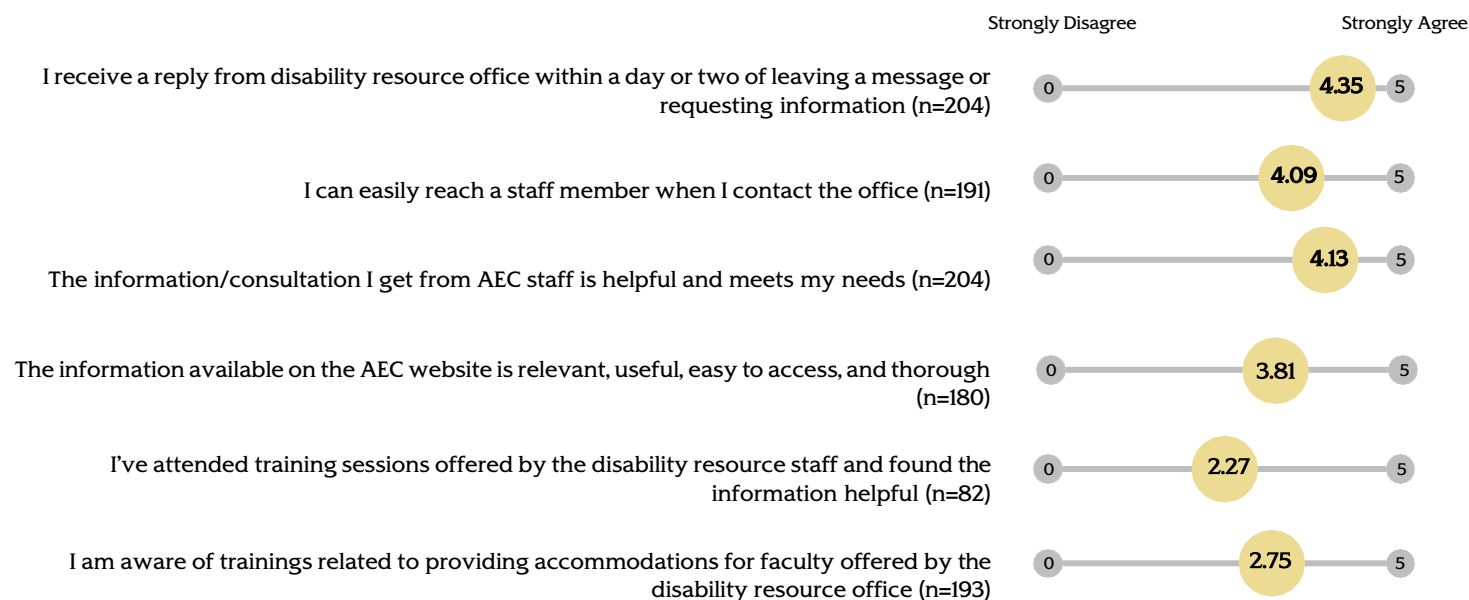 Strongly Disagree Strongly Agree
I receive a reply from disability resource office within a day or two of leaving a message or
requesting information (n=204)
0 4.35 5
I can easily reach a staff member when I contact the office (n=191)
0 4.09 5
The information/consultation I get from AEC staff is helpful and meets my needs (n=204)
0 4.13 5
The information available on the AEC website is relevant, useful, easy to access, and thorough
(n=180)
0 3.81 5
I've attended training sessions offered by the disability resource staff and found the
information helpful (n=82)
0 2.27 5
I am aware of trainings related to providing accommodations for faculty offered by the
disability resource office (n=193)
0 2.75 5